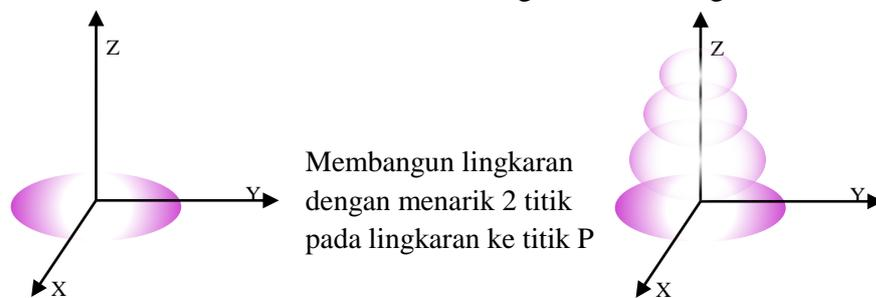 Z
Y
X
Membangun lingkaran
dengan menarik 2 titik
pada lingkaran ke titik P
Z
Y
X